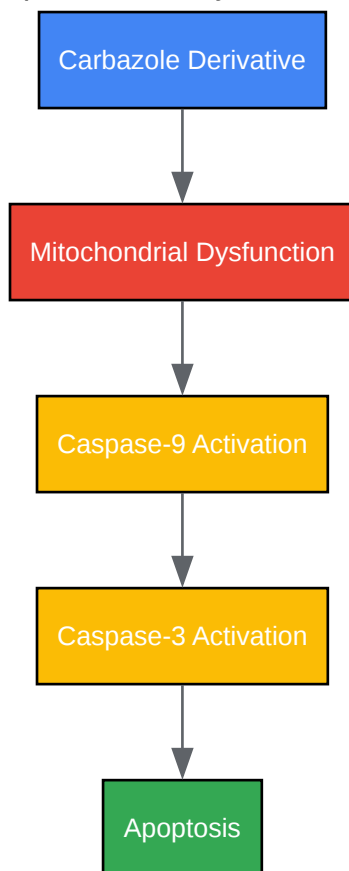 Carbazole Derivative
Mitochondrial Dysfunction
Caspase-9 Activation
Caspase-3 Activation
Apoptosis